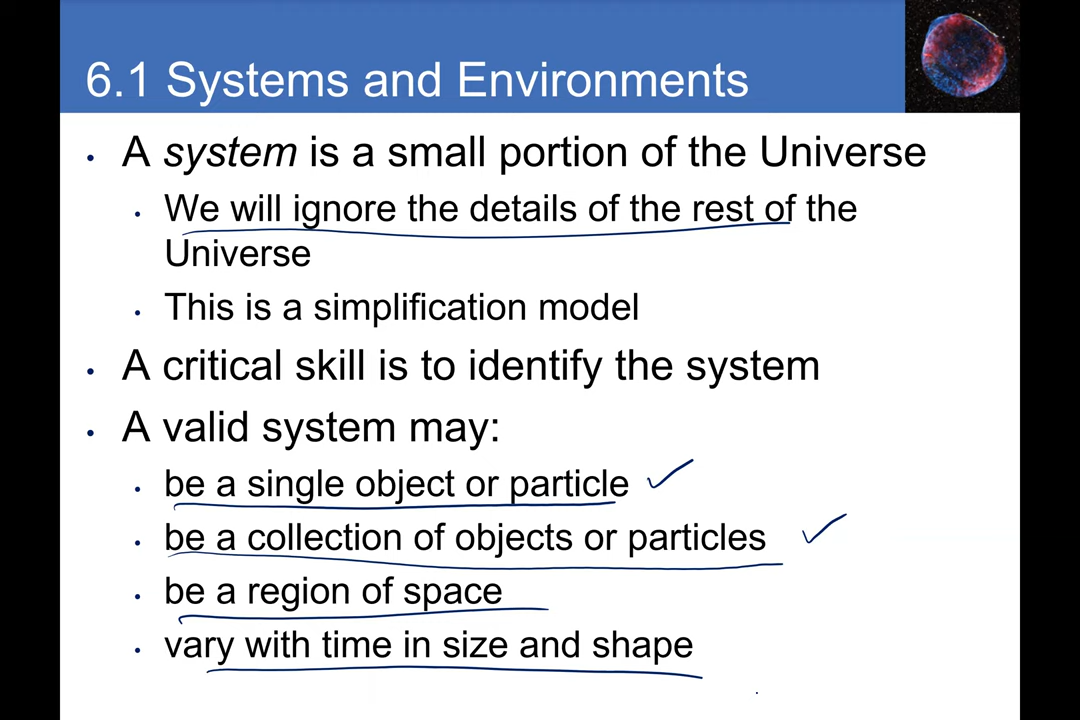 6.1 Systems and Environments
• A system is a small portion of the Universe
• We will ignore the details of the rest of the
Universe
• This is a simplification model
• A critical skill is to identify the system
• A valid system may:
• be a single object or particle ✓
• be a collection of objects or particles ✓
• be a region of space
• vary with time in size and shape